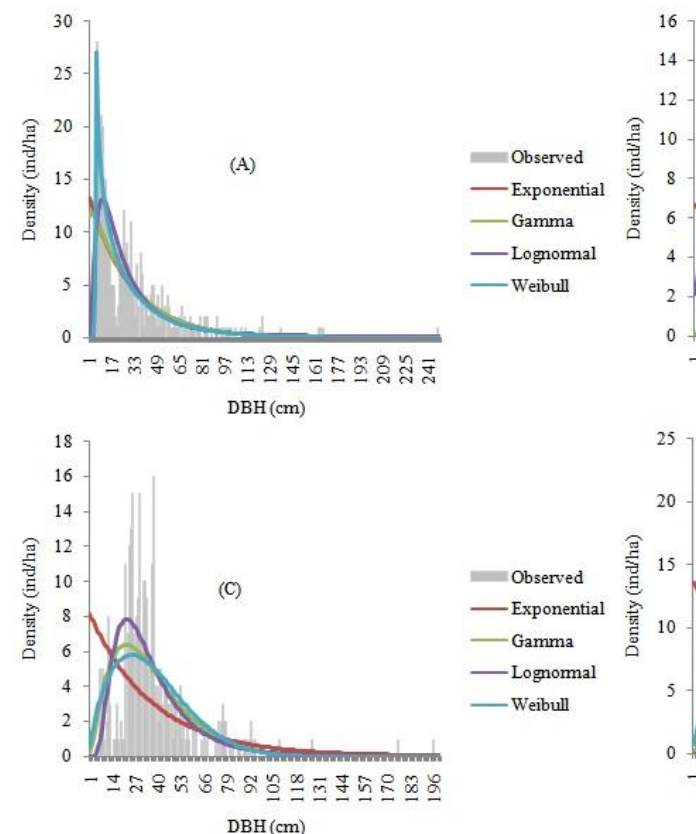 30
25
20
15
10
5
0
Density (ind/ha)
(A)
Observed
Exponential
Gamma
Lognormal
Weibull
1 17 33 49 65 81 97 113 129 145 161 177 193 209 225 241
DBH (cm)
16
14
12
10
8
6
4
2
0
Density (ind/ha)
1
18
16
14
12
10
8
6
4
2
0
Density (ind/ha)
(C)
Observed
Exponential
Gamma
Lognormal
Weibull
1 14 27 40 53 66 79 92 105 118 131 144 157 170 183 196
DBH (cm)
25
20
15
10
5
0
Density (ind/ha)
1